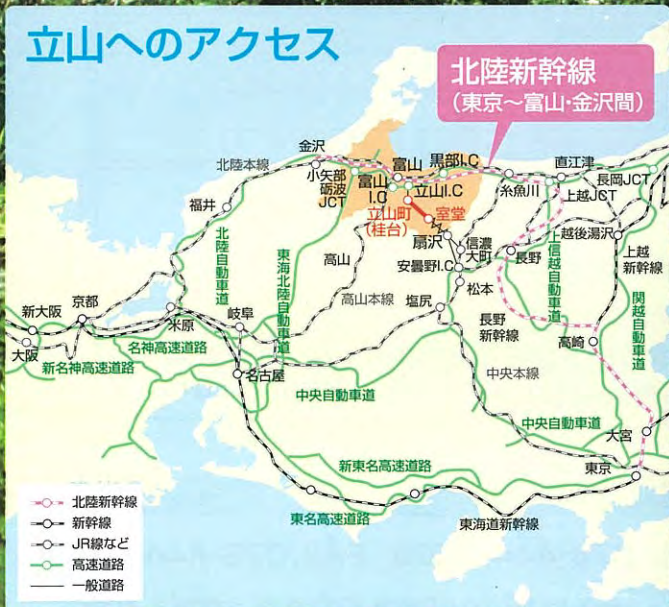 立山へのアクセス
北陸新幹線
（東京～富山・金沢間）
金沢
北陸本線
小矢部
砺波
JCT
富山
富山
I.C
黒部I.C
立山I.C
立山町
（桂台）
室堂
直江津
長岡JCT
糸魚川
上越JCT
福井
扇沢
信濃
大町
長野
上越後湯沢
上越
新幹線
安曇野I.C
松本
高山
高山本線
塩尻
長野
新幹線
高崎
北陸自動車道
東海北陸自動車道
上信越自動車道
関越自動車道
新大阪
京都
大阪
米原
岐阜
名神高速道路
新名神高速道路
名古屋
中央本線
中央自動車道
中央自動車道
大宮
東京
新東名高速道路
東名高速道路
東海道新幹線
北陸新幹線
新幹線
JR線など
高速道路
一般道路